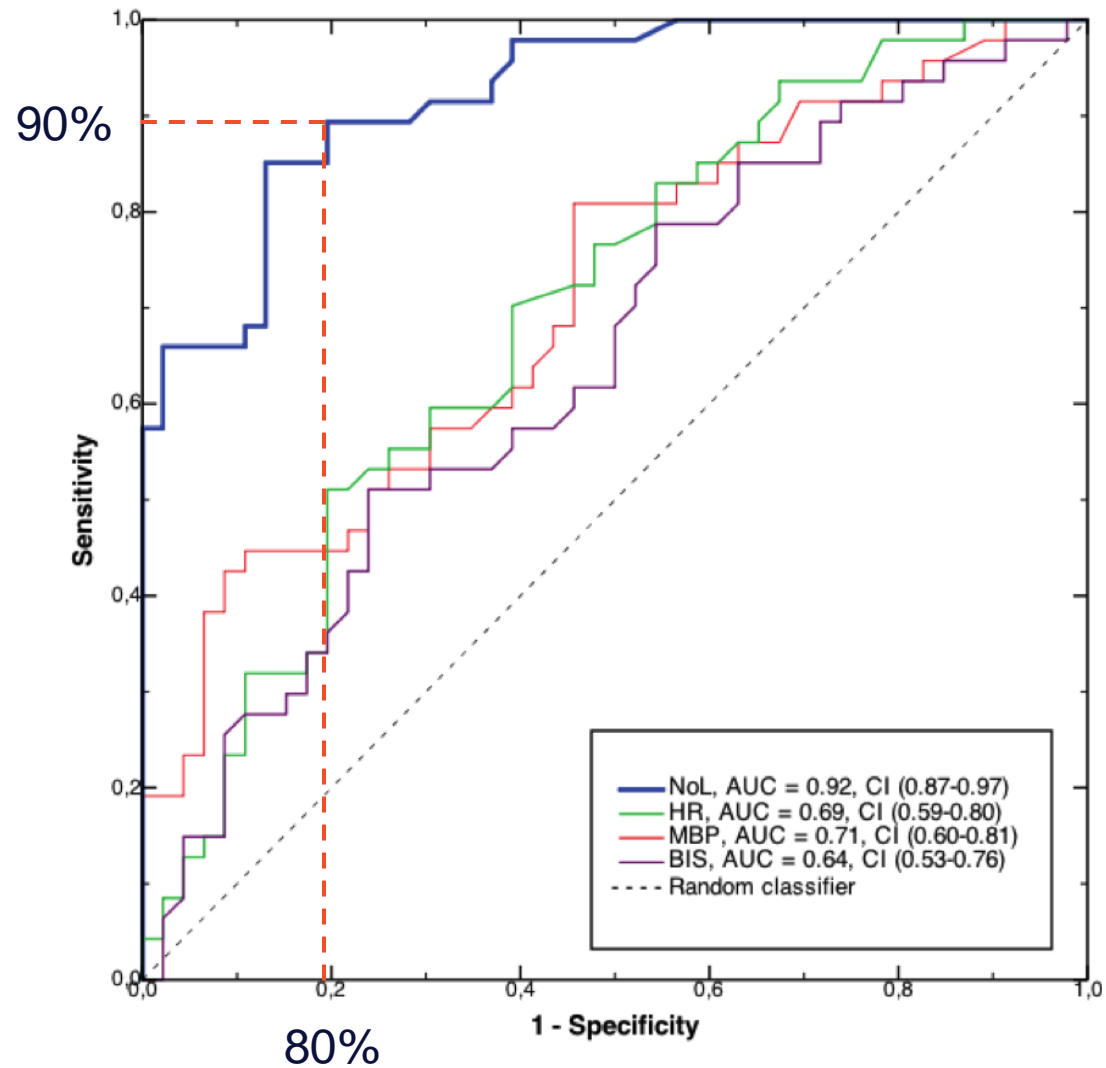 1,0
90%
0,8
0,6
Sensitivity
0,4
0,2
0,0
NoL, AUC = 0.92, CI (0.87-0.97)
HR, AUC = 0.69, CI (0.59-0.80)
MBP, AUC = 0.71, CI (0.60-0.81)
BIS, AUC = 0.64, CI (0.53-0.76)
Random classifier
0,0 0,2 0,4 0,6 0,8 1,0
1 - Specificity
80%